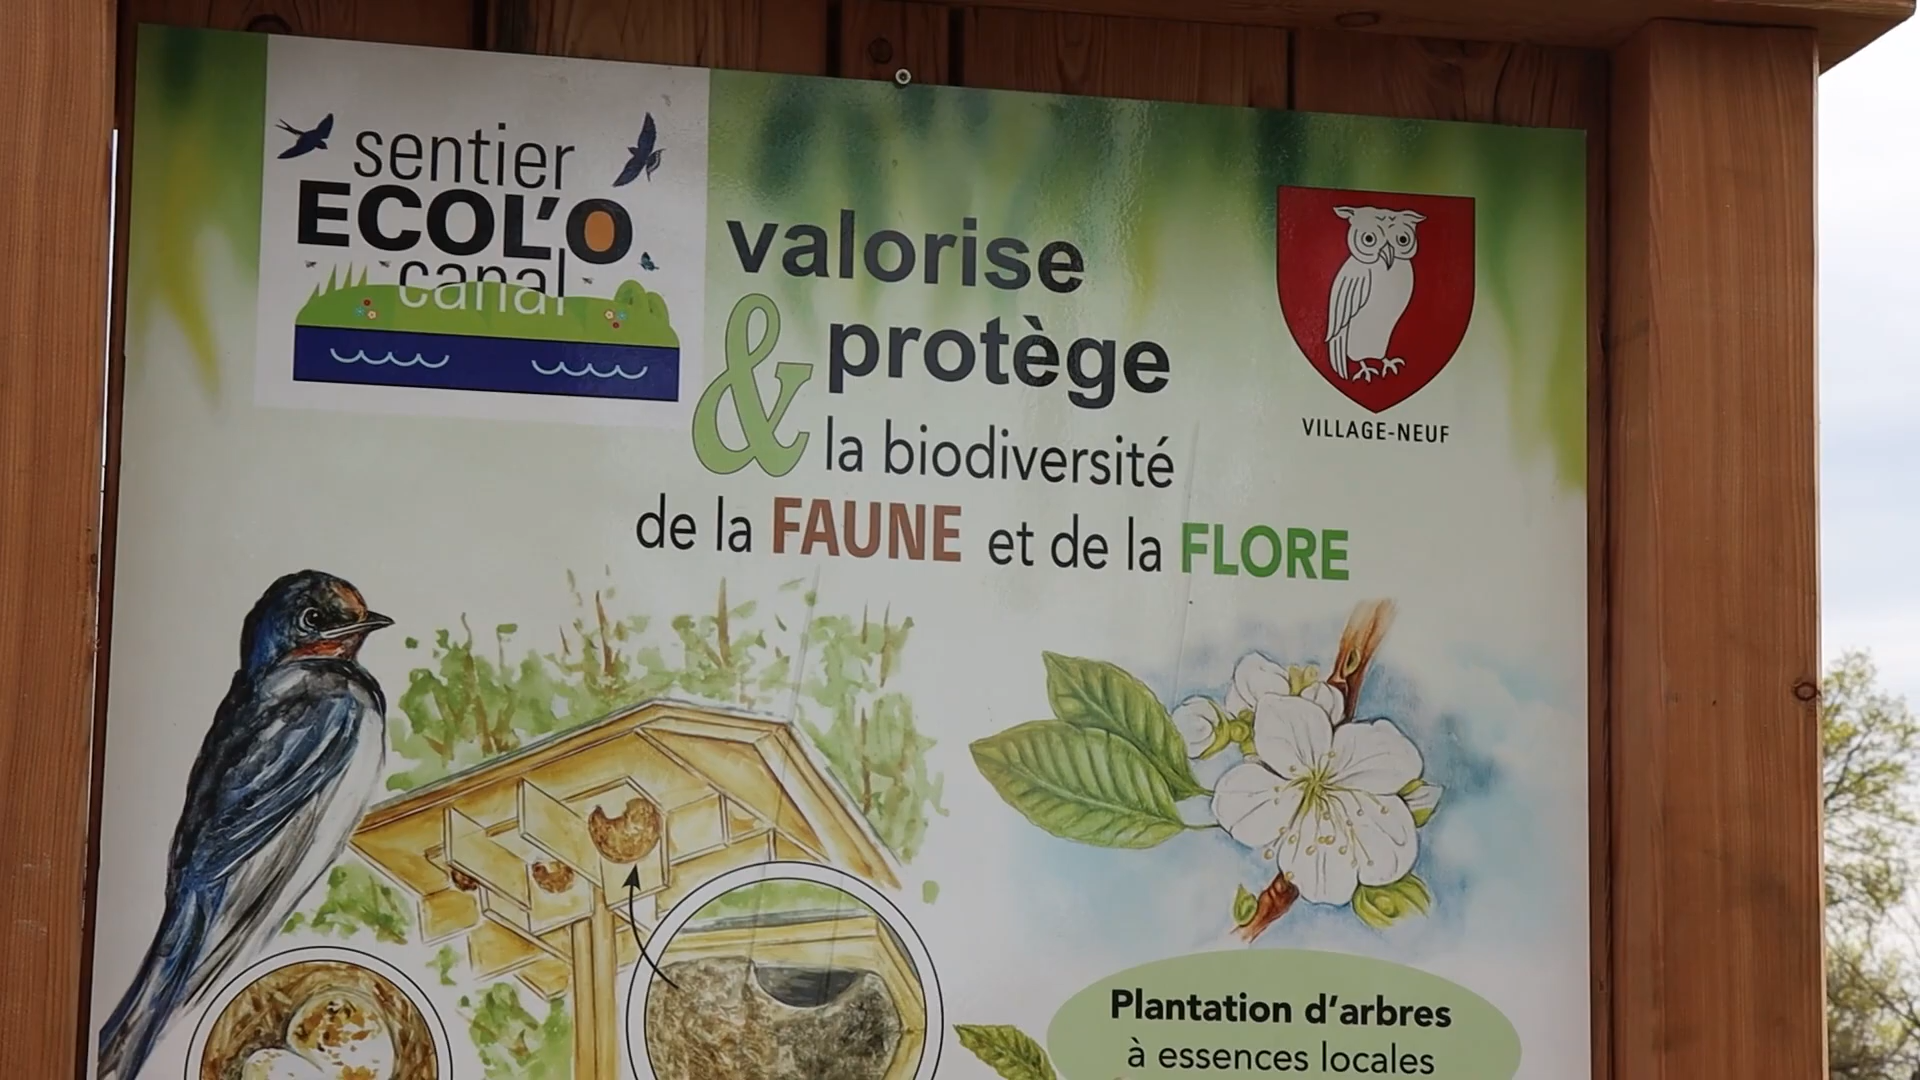 sentier
ECOL'O
canal
valorise
& protège
la biodiversité
de la FAUNE et de la FLORE
VILLAGE-NEUF
Plantation d'arbres
à essences locales